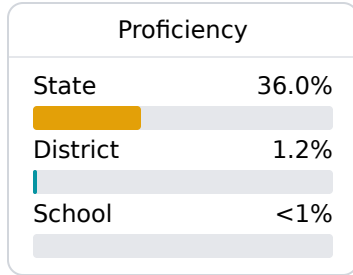 Proficiency
State 36.0%
District 1.2%
School <1%